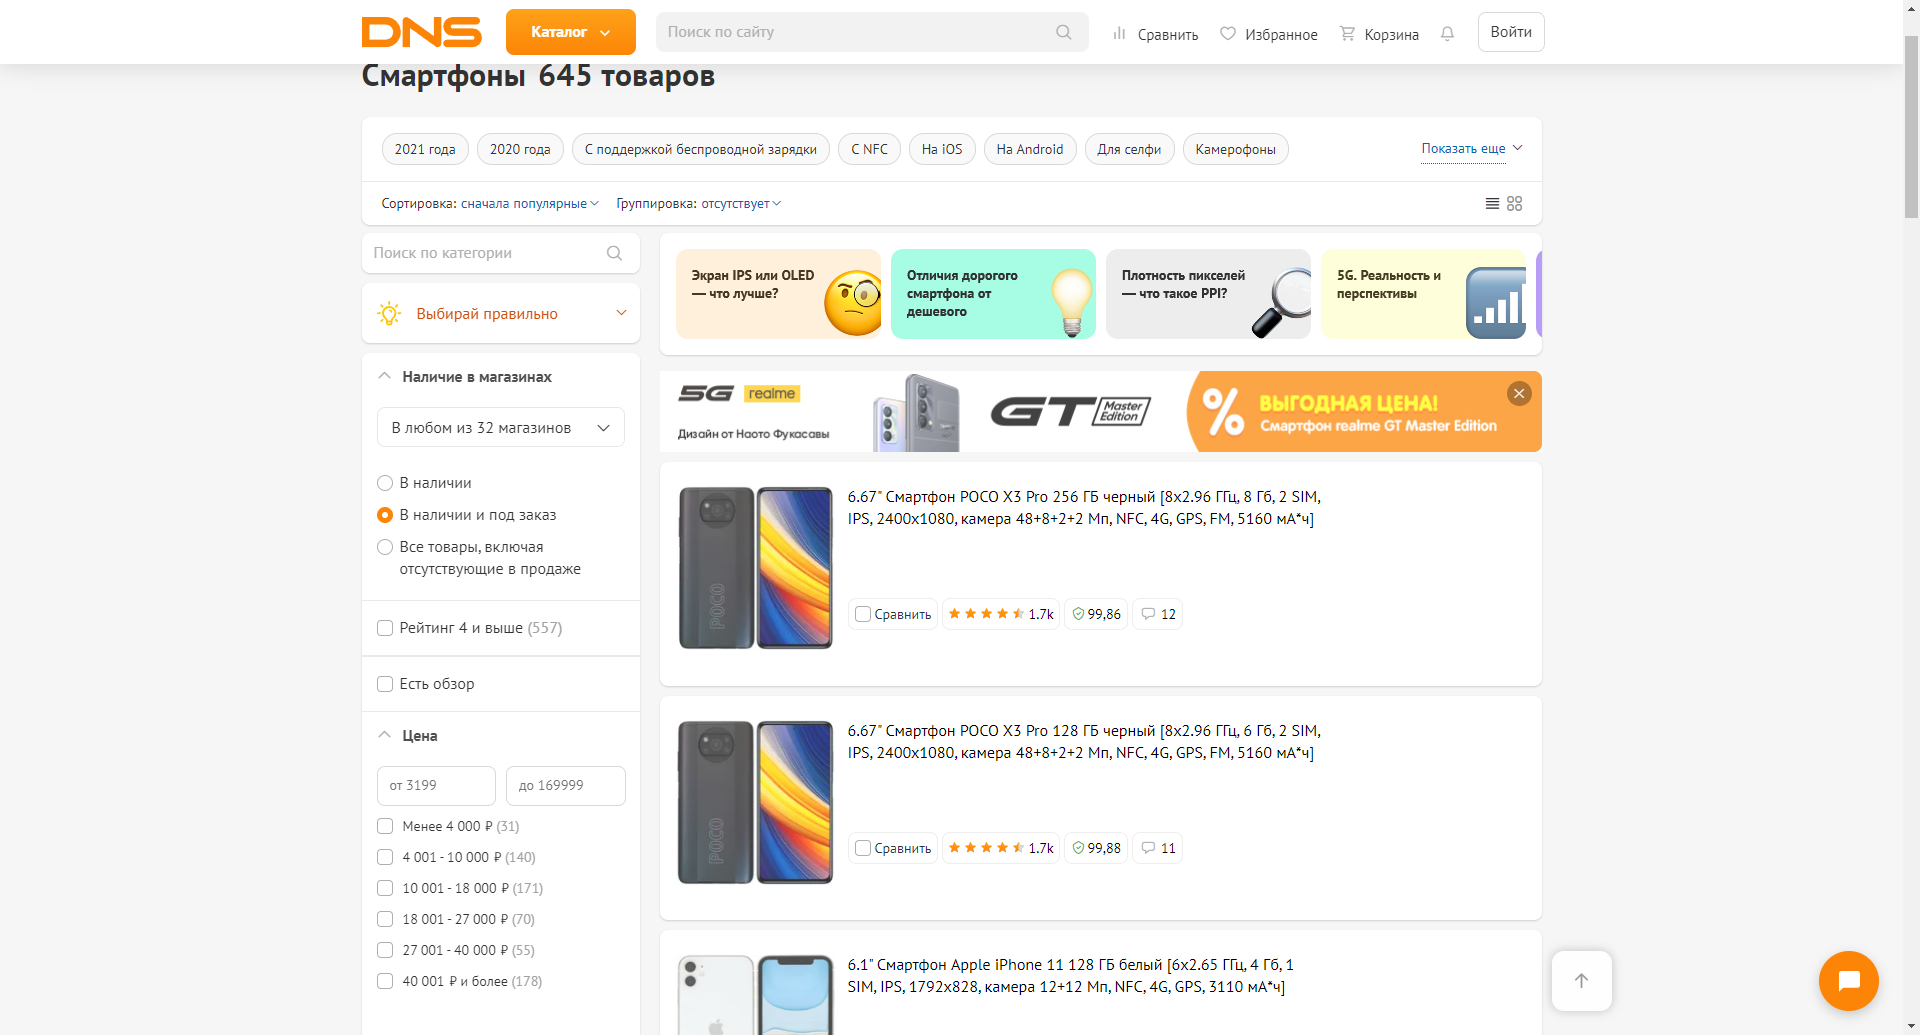 DNS
Каталог
Поиск по сайту
Сравнить
Избранное
Корзина
Войти
Смартфоны 645 товаров
2021 года
2020 года
С поддержкой беспроводной зарядки
С NFC
На iOS
На Android
Для селфи
Камерофоны
Показать еще
Сортировка: сначала популярные
Группировка: отсутствует
Поиск по категории
Выбирай правильно
Наличие в магазинах
В любом из 32 магазинов
В наличии
В наличии и под заказ
Все товары, включая
отсутствующие в продаже
Рейтинг 4 и выше (557)
Есть обзор
Цена
от 3199
до 169999
Менее 4 000 ₽ (31)
4 001 - 10 000 ₽ (140)
10 001 - 18 000 ₽ (171)
18 001 - 27 000 ₽ (70)
27 001 - 40 000 ₽ (55)
40 001 ₽ и более (178)
Экран IPS или OLED
— что лучше?
Отличия дорогого
смартфона от
дешевого
Плотность пикселей
— что такое PPI?
5G. Реальность и
перспективы
5G realme
Дизайн от Наото Фукасавы
GT Master
Edition
% ВЫГОДНАЯ ЦЕНА!
Смартфон realme GT Master Edition
POCO
6.67" Смартфон POCO X3 Pro 256 ГБ черный [8x2.96 ГГц, 8 Гб, 2 SIM,
IPS, 2400x1080, камера 48+8+2+2 Мп, NFC, 4G, GPS, FM, 5160 мА*ч]
Сравнить
1.7k
99,86
12
POCO
6.67" Смартфон POCO X3 Pro 128 ГБ черный [8x2.96 ГГц, 6 Гб, 2 SIM,
IPS, 2400x1080, камера 48+8+2+2 Мп, NFC, 4G, GPS, FM, 5160 мА*ч]
Сравнить
1.7k
99,88
11
6.1" Смартфон Apple iPhone 11 128 ГБ белый [6x2.65 ГГц, 4 Гб, 1
SIM, IPS, 1792x828, камера 12+12 Мп, NFC, 4G, GPS, 3110 мА*ч]